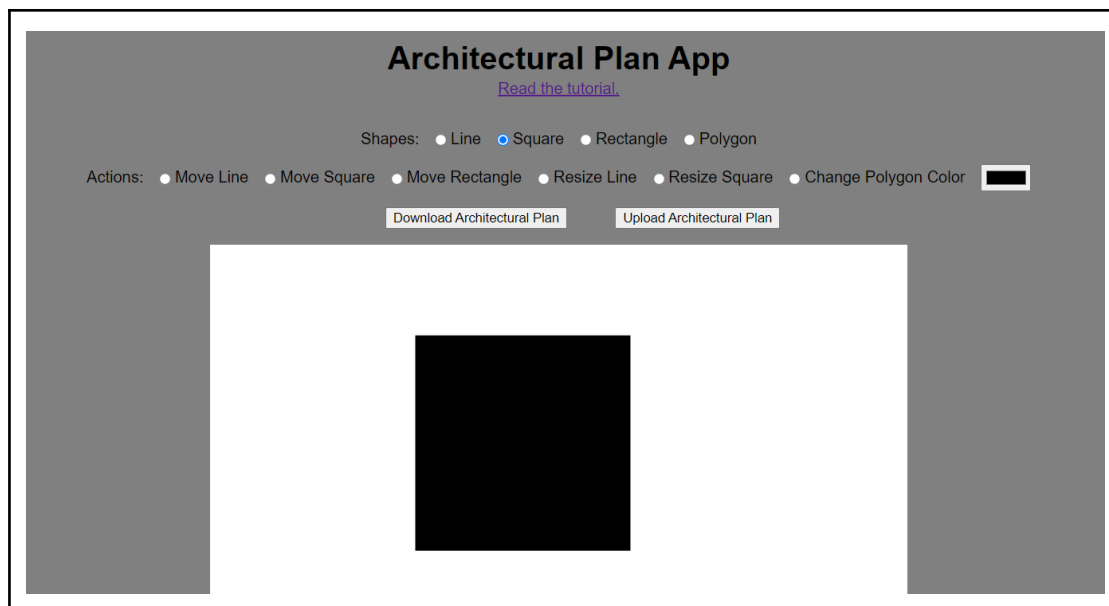 Architectural Plan App
Read the tutorial.
Shapes: Line Square Rectangle Polygon
Actions: Move Line Move Square Move Rectangle Resize Line Resize Square Change Polygon Color
Download Architectural Plan Upload Architectural Plan